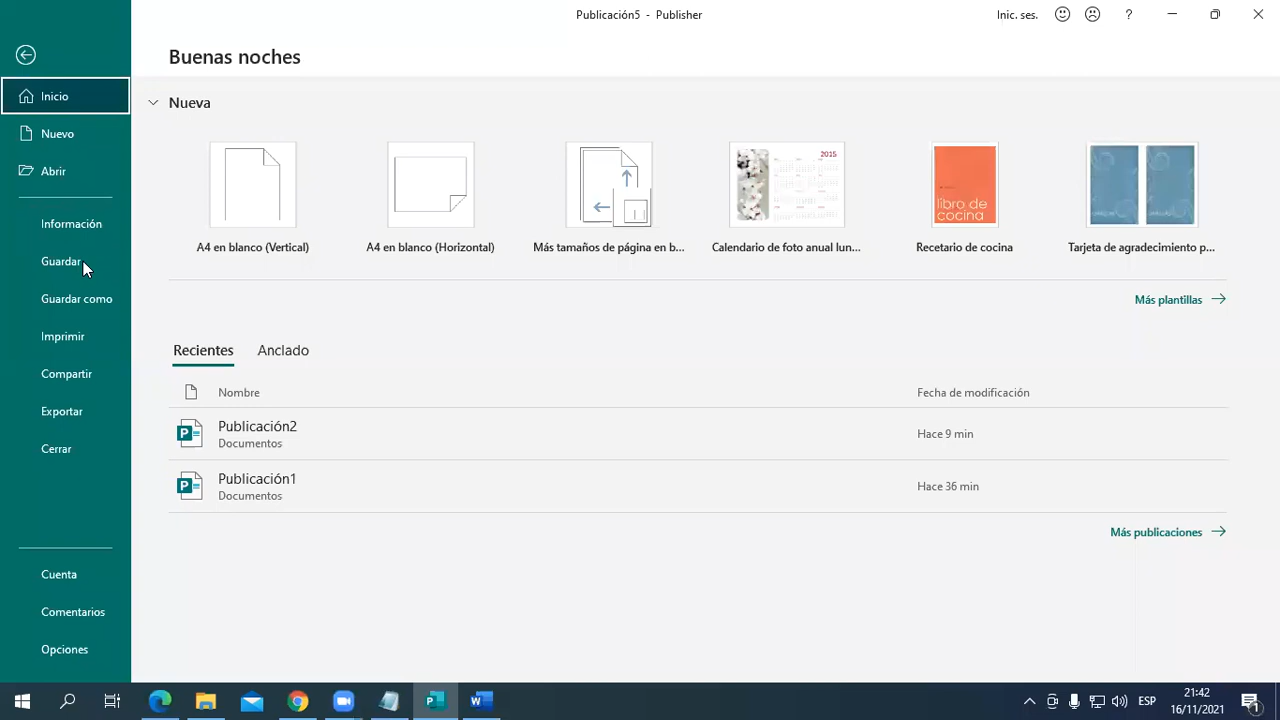 Publicación5 - Publisher
Inic. ses.
?
Buenas noches
Inicio
Nueva
Nuevo
Abrir
2015
libro de
cocina
Información
A4 en blanco (Vertical)
A4 en blanco (Horizontal)
Más tamaños de página en b...
Calendario de foto anual lun...
Recetario de cocina
Tarjeta de agradecimiento p...
Guardar
Guardar como
Más plantillas
Imprimir
Recientes
Anclado
Compartir
Nombre
Fecha de modificación
Exportar
Publicación2
Documentos
Hace 9 min
Cerrar
Publicación1
Documentos
Hace 36 min
Más publicaciones
Cuenta
Comentarios
Opciones
ESP
21:42
16/11/2021
1